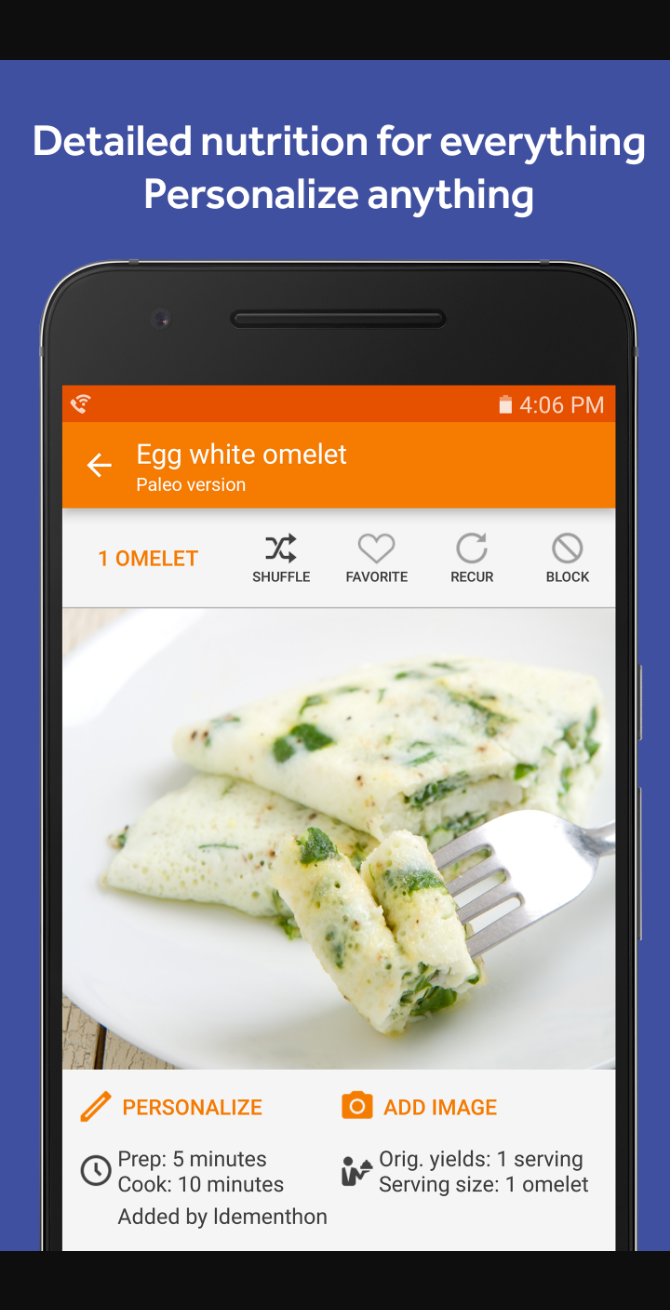 Detailed nutrition for everything
Personalize anything
4:06 PM
Egg white omelet
Paleo version
1 OMELET
SHUFFLE
FAVORITE
RECUR
BLOCK
PERSONALIZE
ADD IMAGE
Prep: 5 minutes
Cook: 10 minutes
Orig. yields: 1 serving
Serving size: 1 omelet
Added by ldementhon